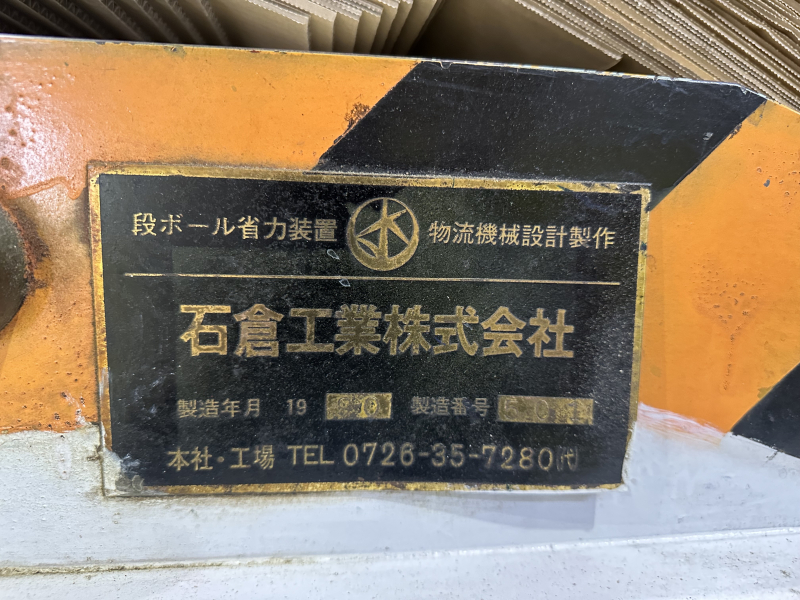 段ボール省力装置 物流機械設計製作
石倉工業株式会社
製造年月 19 製造番号
本社・工場 TEL 0726-35-7280㈹